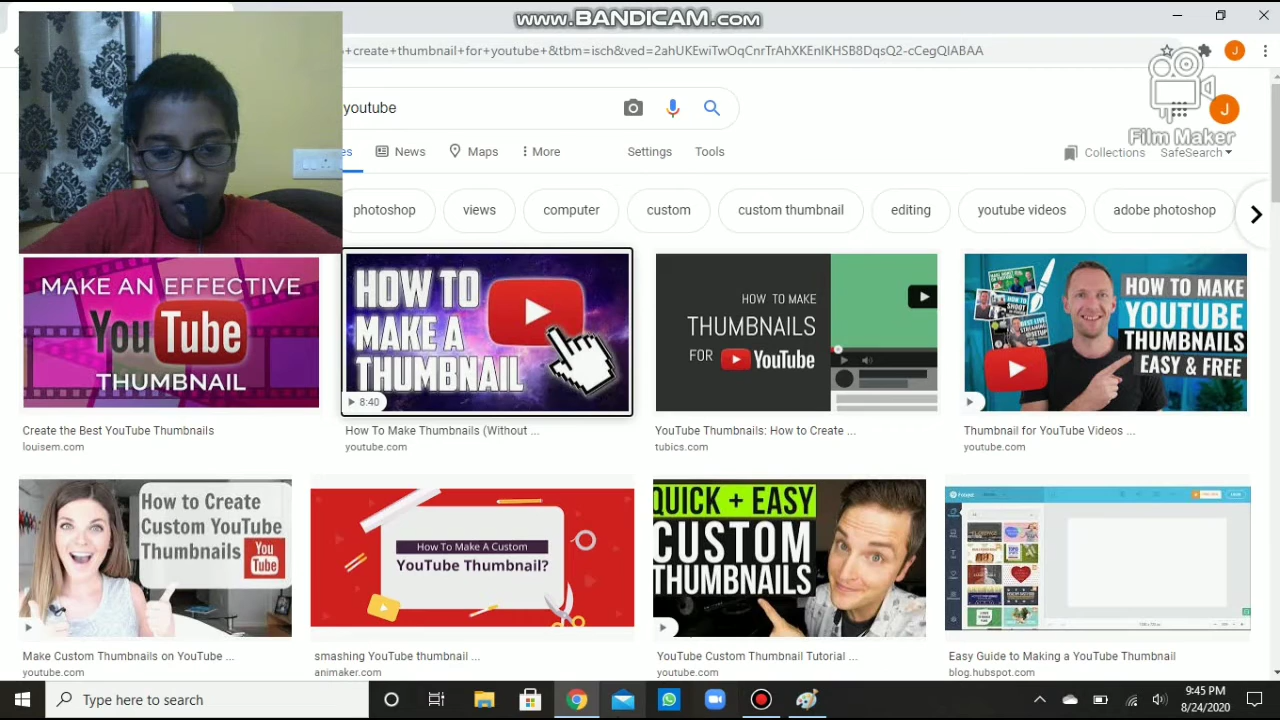 www.BANDICAM.com
+create+thumbnail+for+youtube+&tbm=isch&ved=2ahUKEwiTwOqCnrTrAhXKEnIKHSB8DqsQ2-cCegQIABAA
J
youtube
J
Film Maker
News
Maps
More
Settings
Tools
Collections
SafeSearch
photoshop
views
computer
custom
custom thumbnail
editing
youtube videos
adobe photoshop
MAKE AN EFFECTIVE
YouTube
THUMBNAIL
HOW TO
MAKE A
THUMBNAIL
8:40
HOW TO MAKE
THUMBNAILS
FOR YouTube
HOW TO MAKE
YOUTUBE
THUMBNAILS
EASY & FREE
Create the Best YouTube Thumbnails
louisem.com
How To Make Thumbnails (Without ...
youtube.com
YouTube Thumbnails: How to Create ...
tubics.com
Thumbnail for YouTube Videos ...
youtube.com
How to Create
Custom YouTube
Thumbnails
You
Tube
How To Make A Custom
YouTube Thumbnail?
QUICK + EASY
CUSTOM
THUMBNAILS
Make Custom Thumbnails on YouTube ...
youtube.com
smashing YouTube thumbnail ...
animaker.com
YouTube Custom Thumbnail Tutorial ...
youtube.com
Easy Guide to Making a YouTube Thumbnail
blog.hubspot.com
Type here to search
9:45 PM
8/24/2020